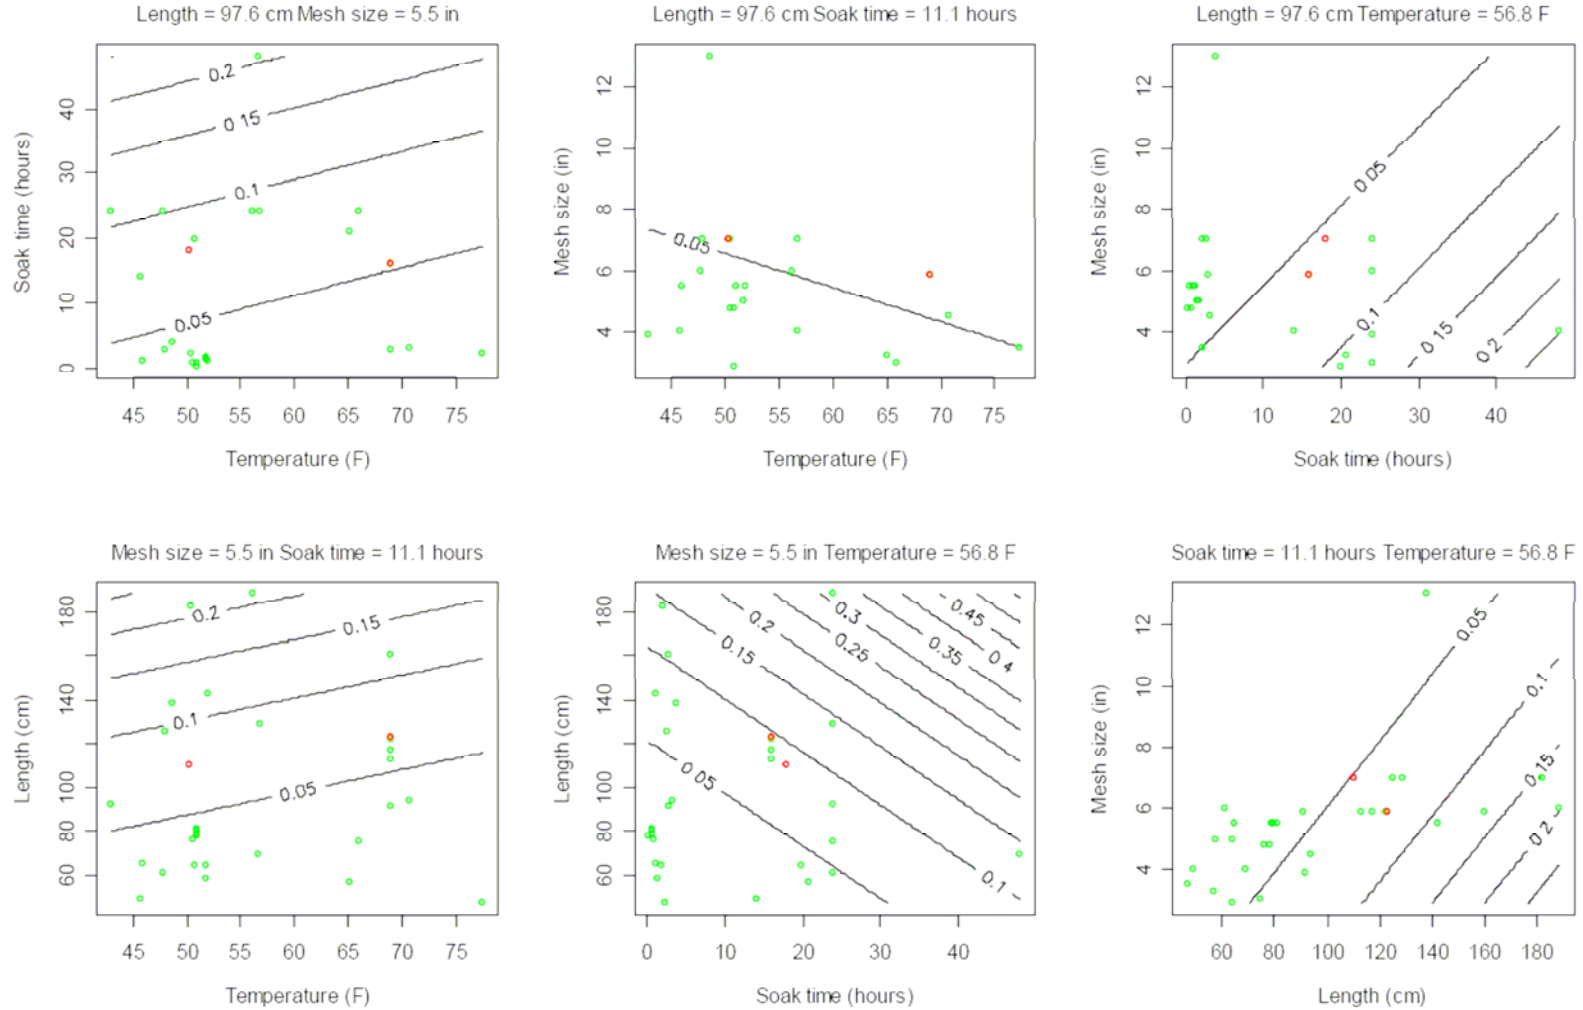 Length = 97.6 cm Mesh size = 5.5 in
Soak time (hours)
40
30
20
10
0
0.2
0.15
0.1
0.05
45 50 55 60 65 70 75
Temperature (F)
Length = 97.6 cm Soak time = 11.1 hours
Mesh size (in)
12
10
8
6
4
0.05
45 50 55 60 65 70 75
Temperature (F)
Length = 97.6 cm Temperature = 56.8 F
Mesh size (in)
12
10
8
6
4
0.05
0.1
0.15
0.2
0 10 20 30 40
Soak time (hours)
Mesh size = 5.5 in Soak time = 11.1 hours
Length (cm)
180
140
100
80
60
0.2
0.15
0.1
0.05
45 50 55 60 65 70 75
Temperature (F)
Mesh size = 5.5 in Temperature = 56.8 F
Length (cm)
180
140
100
80
60
0.05
0.15
0.2
0.3
0.25
0.45
0.35
0.4
0.1
0 10 20 30 40
Soak time (hours)
Soak time = 11.1 hours Temperature = 56.8 F
Mesh size (in)
12
10
8
6
4
0.05
0.1
0.15
0.2
60 80 100 120 140 160 180
Length (cm)